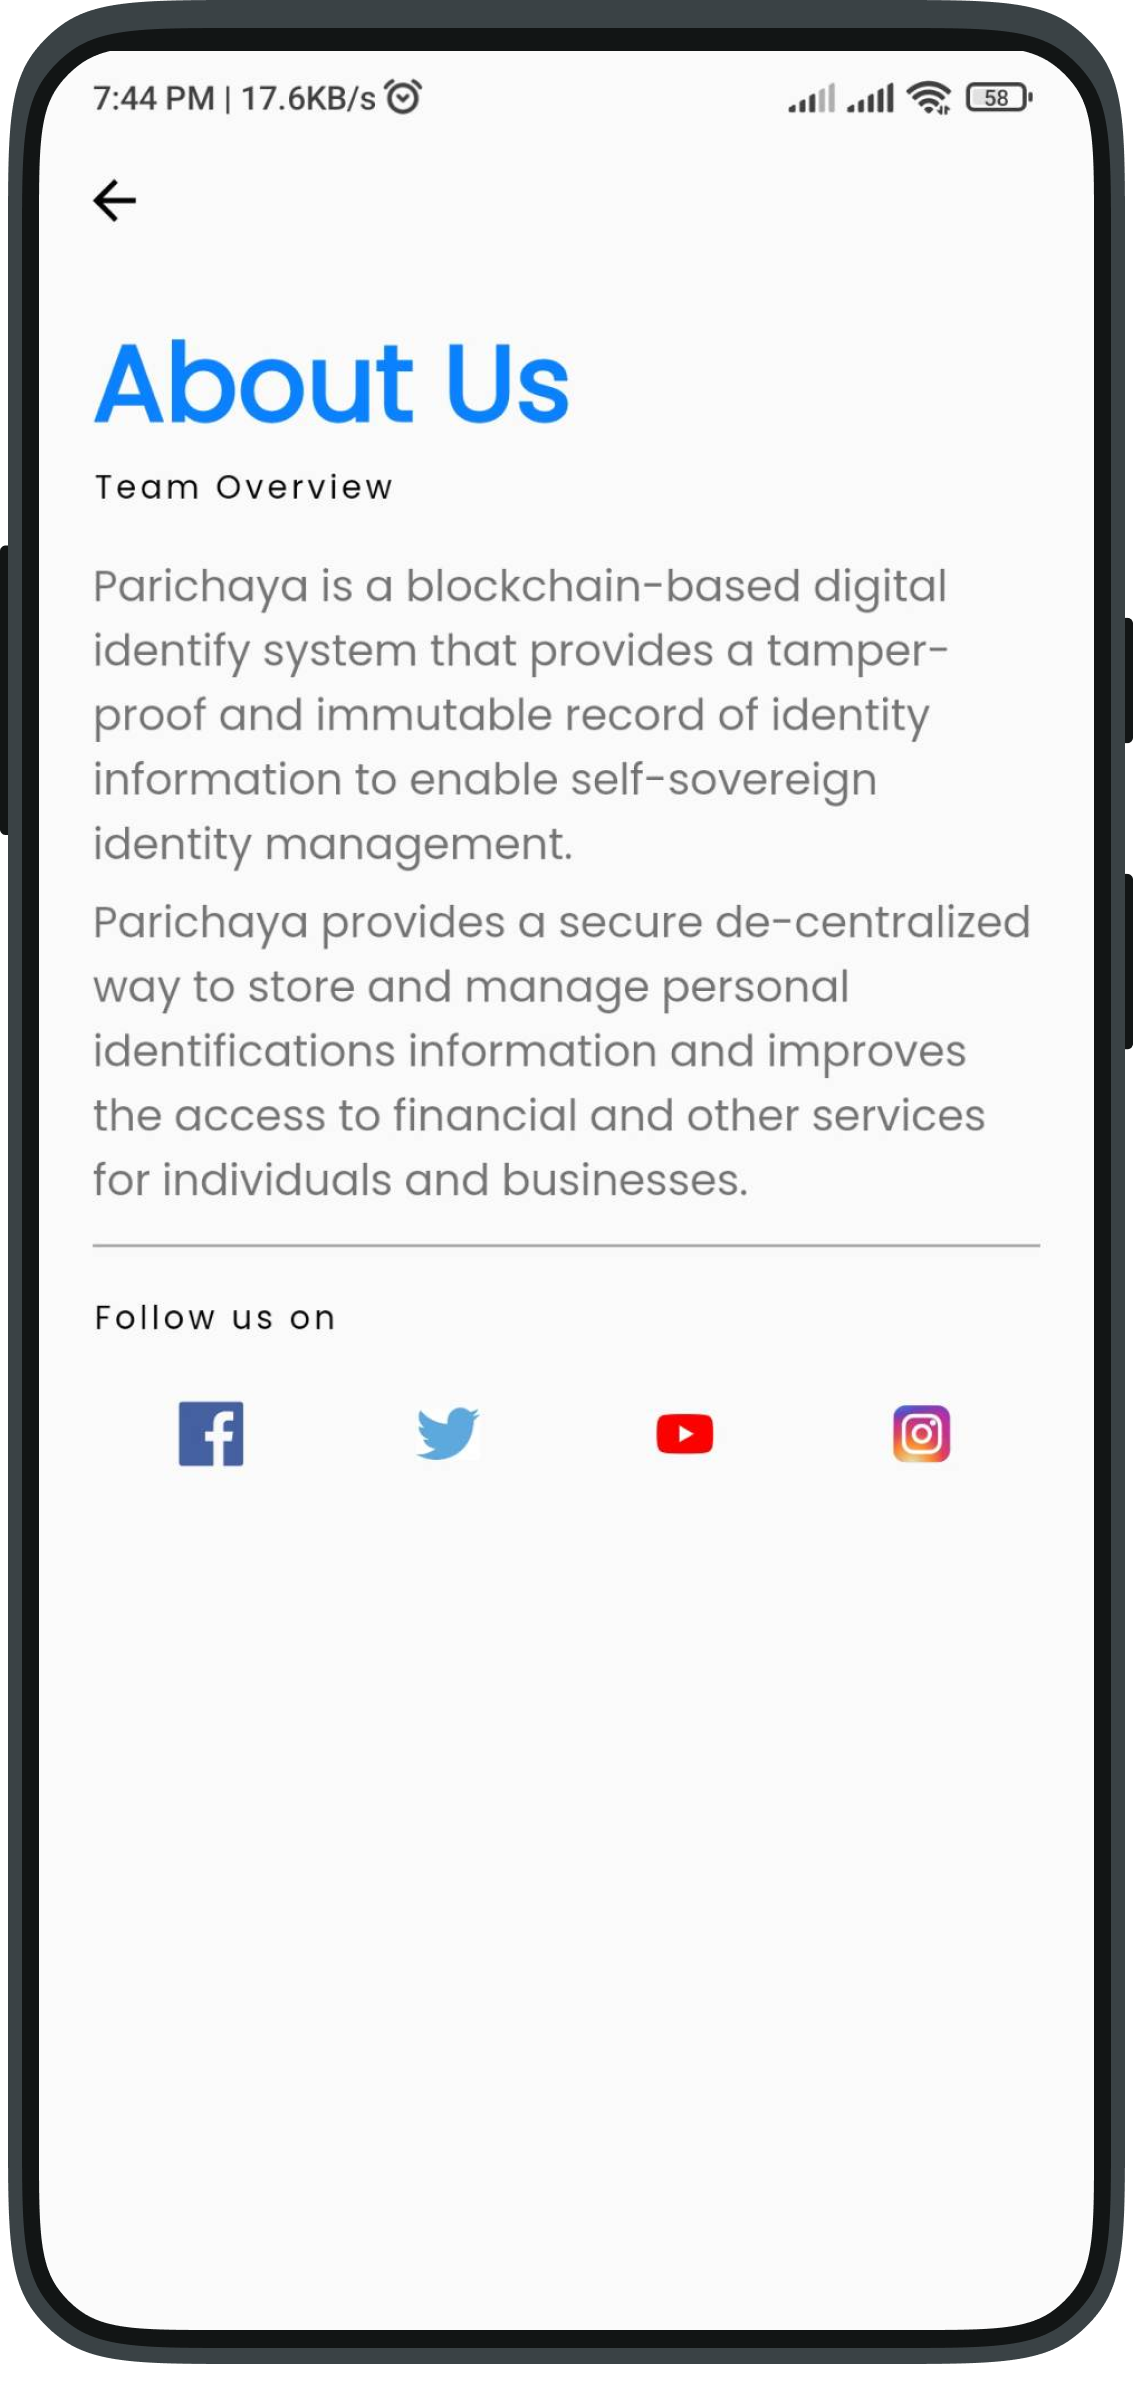 7:44 PM | 17.6KB/s
58
About Us
Team Overview
Parichaya is a blockchain-based digital
identify system that provides a tamper-
proof and immutable record of identity
information to enable self-sovereign
identity management.
Parichaya provides a secure de-centralized
way to store and manage personal
identifications information and improves
the access to financial and other services
for individuals and businesses.
Follow us on